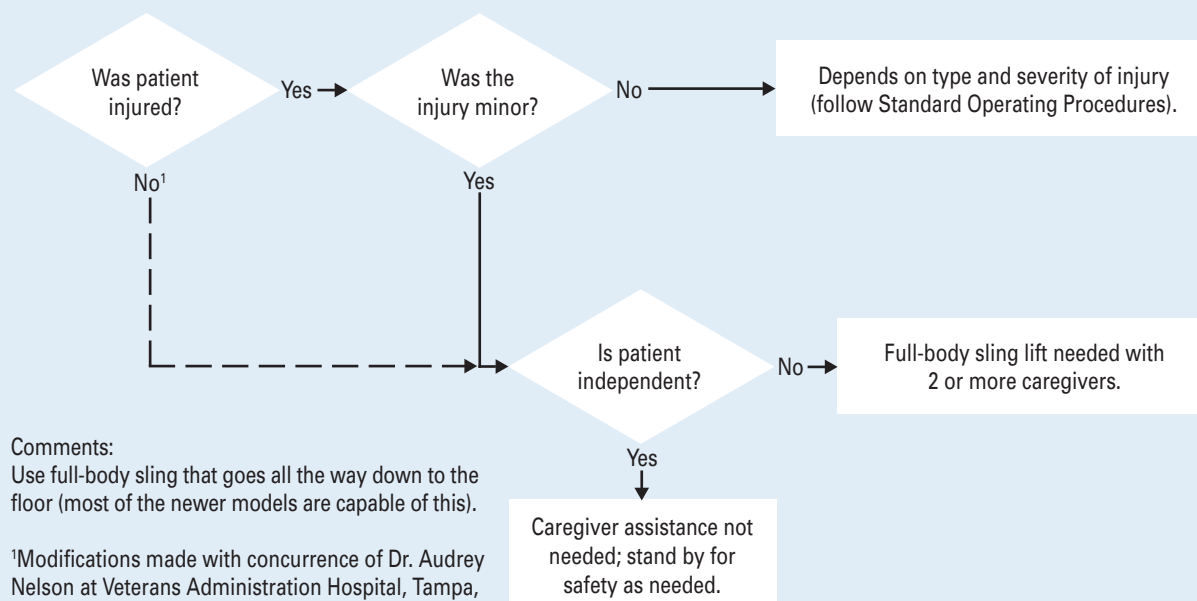 Was patient
injured?
Yes
Was the
injury minor?
No
Depends on type and severity of injury
(follow Standard Operating Procedures).
No¹
Yes
Is patient
independent?
No
Full-body sling lift needed with
2 or more caregivers.
Yes
Caregiver assistance not
needed; stand by for
safety as needed.
Comments:
Use full-body sling that goes all the way down to the
floor (most of the newer models are capable of this).
¹Modifications made with concurrence of Dr. Audrey
Nelson at Veterans Administration Hospital, Tampa,